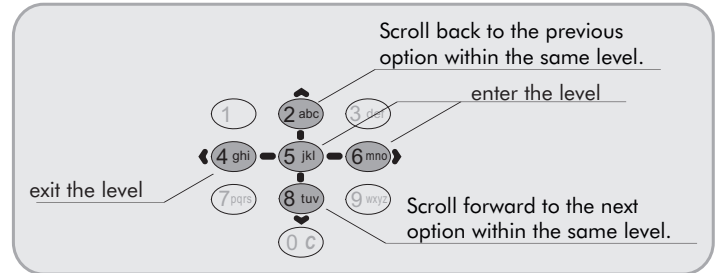 Scroll back to the previous
option within the same level.
enter the level
1 2 abc 3 def
4 ghi 5 jkl 6 mno
exit the level
7 pqrs 8 tuv 9 wxyz
Scroll forward to the next
option within the same level.
0 C